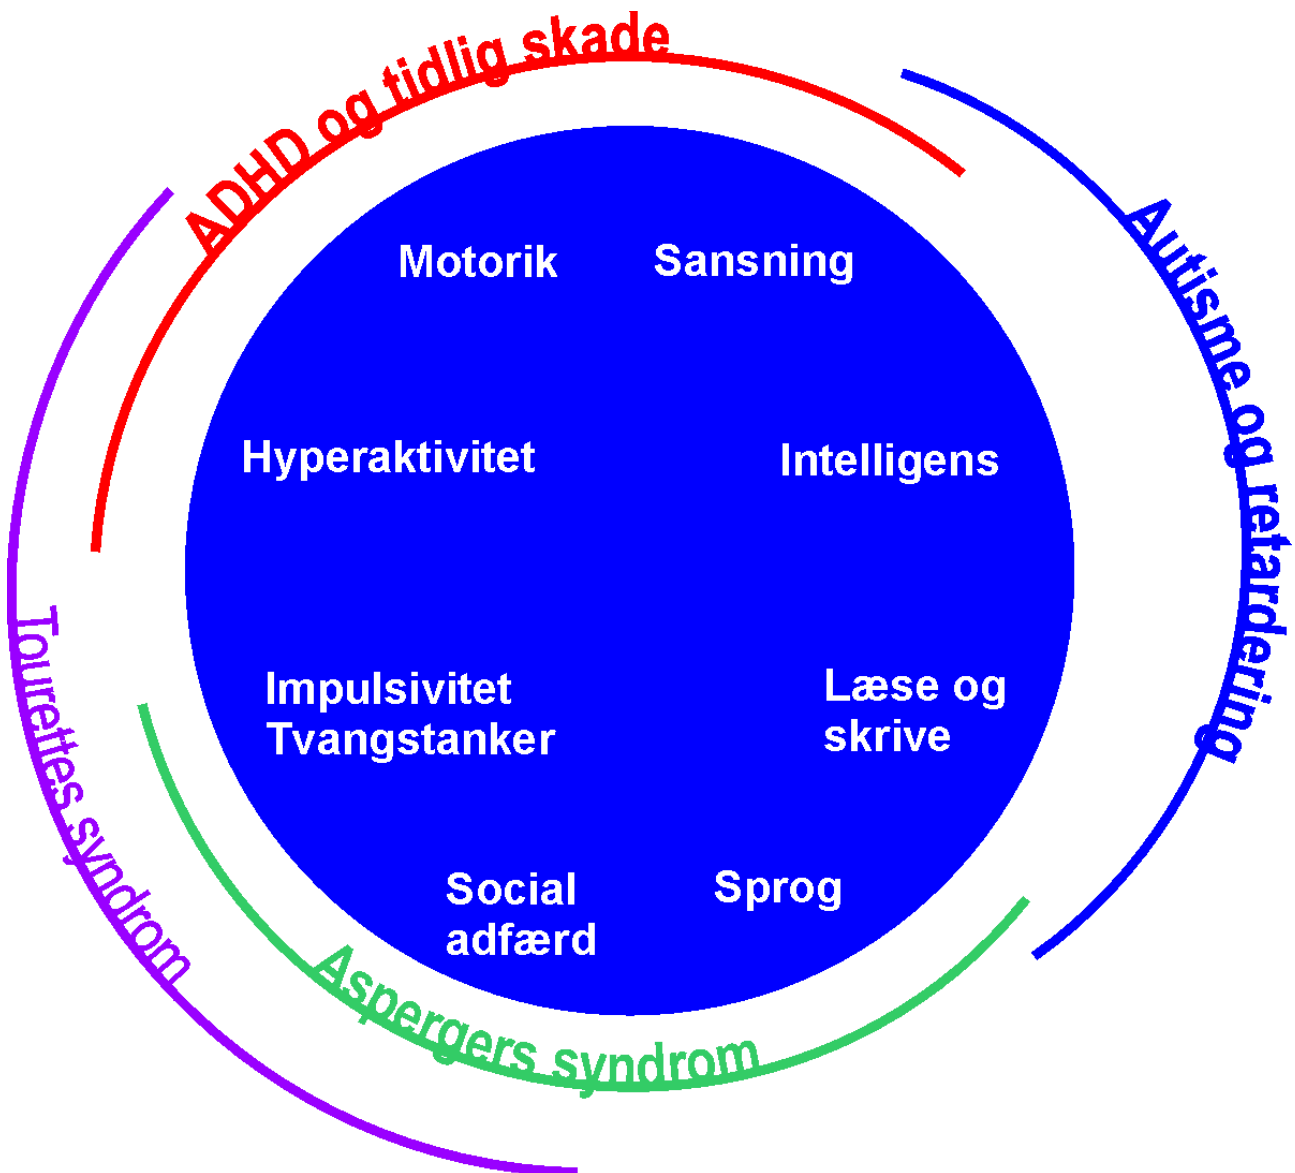 ADHD og tidlig skade
Autisme og retardering
Motorik
Sansning
Hyperaktivitet
Intelligens
Impulsivitet
Tvangstanker
Læse og
skrive
Social
adfærd
Sprog
Tourettes syndrom
Aspergers syndrom